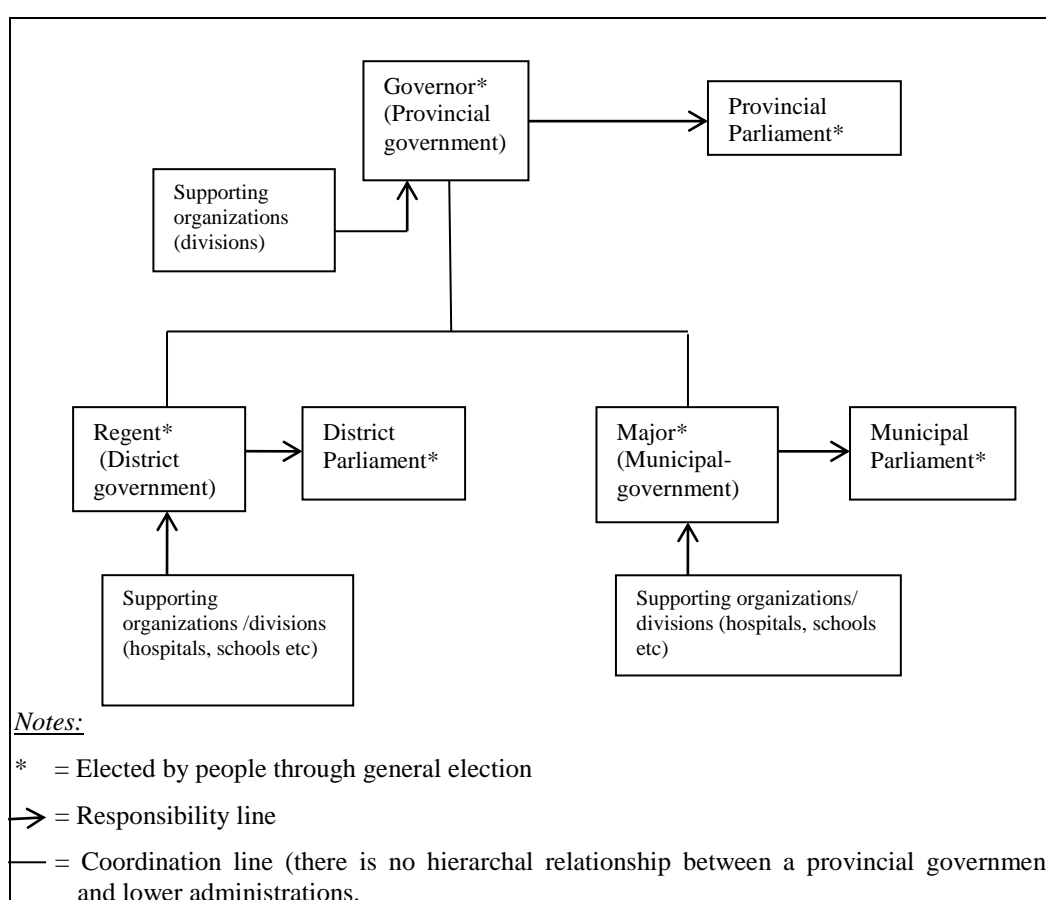 Governor*
(Provincial
government)
Provincial
Parliament*
Supporting
organizations
(divisions)
Regent*
(District
government)
District
Parliament*
Major*
(Municipal-
government)
Municipal
Parliament*
Supporting
organizations /divisions
(hospitals, schools etc)
Supporting organizations/
divisions (hospitals, schools
etc)
Notes:
* = Elected by people through general election
= Responsibility line
= Coordination line (there is no hierarchal relationship between a provincial governmen
and lower administrations.